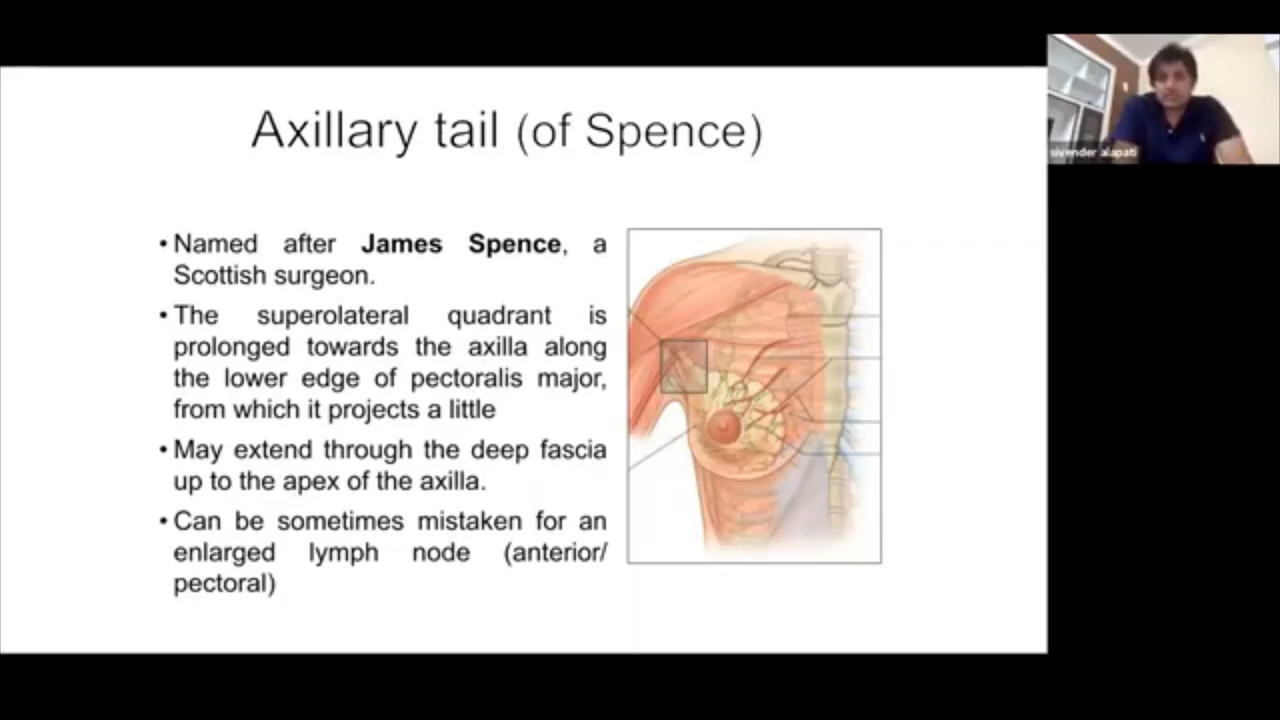 Axillary tail (of Spence)
• Named after James Spence, a
Scottish surgeon.
• The superolateral quadrant is
prolonged towards the axilla along
the lower edge of pectoralis major,
from which it projects a little
• May extend through the deep fascia
up to the apex of the axilla.
• Can be sometimes mistaken for an
enlarged lymph node (anterior/
pectoral)
sivender alapati